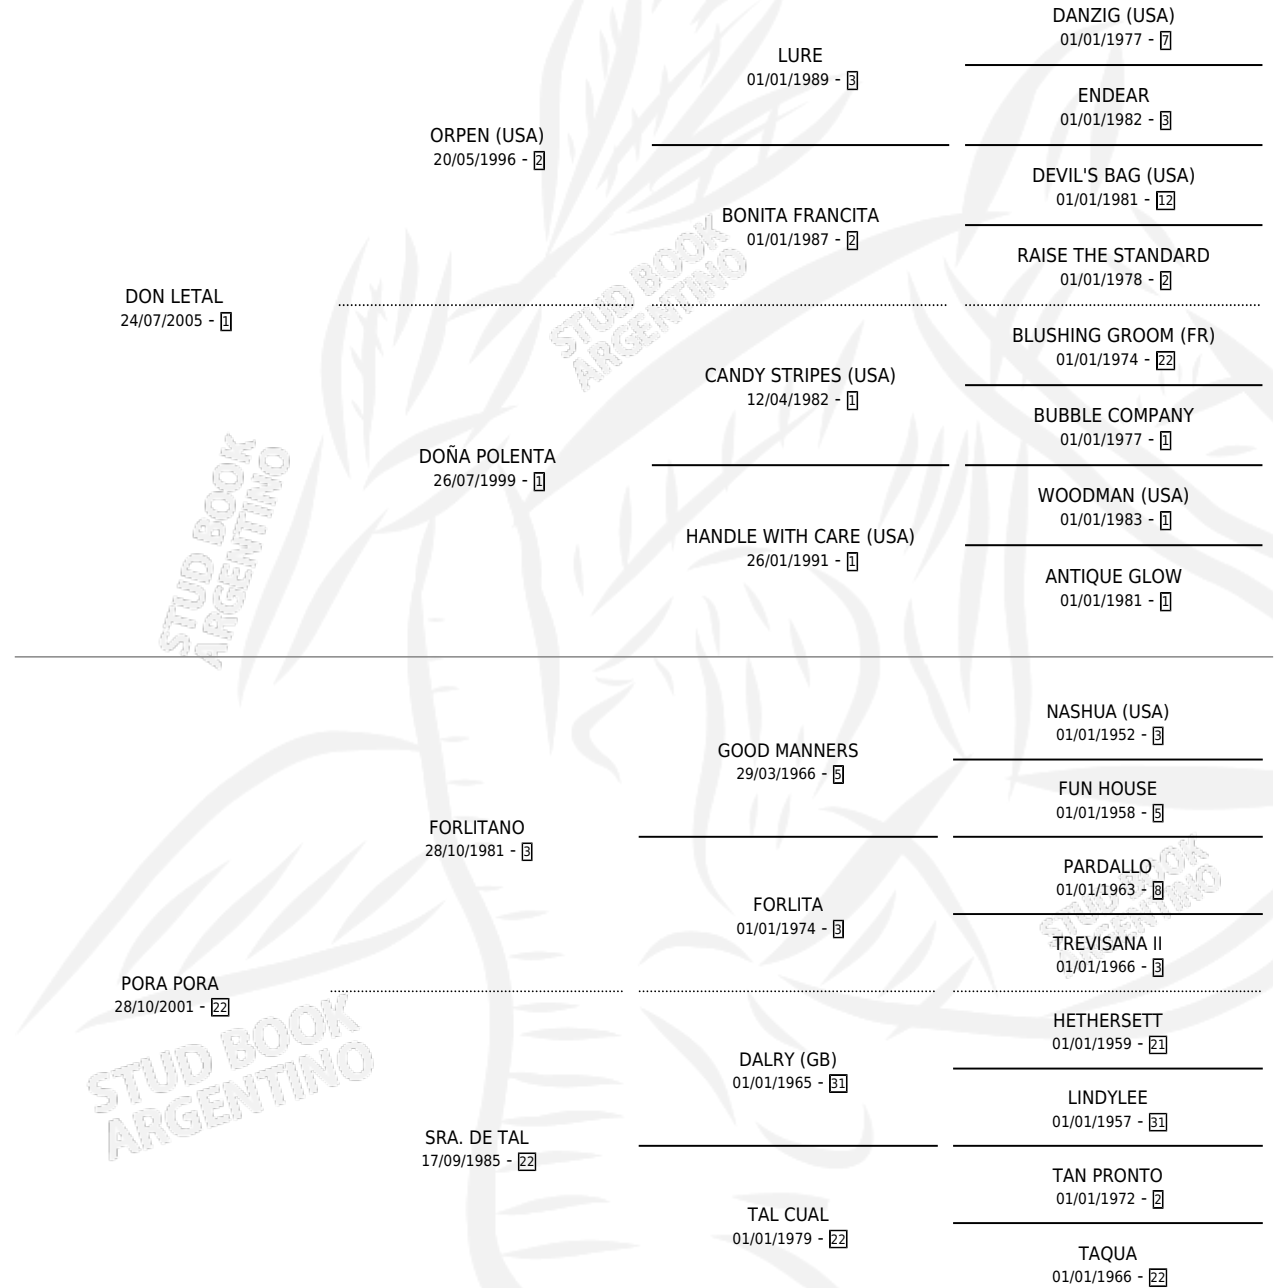 DANZIG (USA)
01/01/1977 - 7
LURE
01/01/1989 - 3
ENDEAR
01/01/1982 - 3
ORPEN (USA)
20/05/1996 - 2
DEVIL'S BAG (USA)
01/01/1981 - 12
BONITA FRANCITA
01/01/1987 - 2
RAISE THE STANDARD
01/01/1978 - 2
DON LETAL
24/07/2005 - 1
STUD BOOK
ARGENTINO
BLUSHING GROOM (FR)
01/01/1974 - 22
CANDY STRIPES (USA)
12/04/1982 - 1
BUBBLE COMPANY
01/01/1977 - 1
DOÑA POLENTA
26/07/1999 - 1
WOODMAN (USA)
01/01/1983 - 1
HANDLE WITH CARE (USA)
26/01/1991 - 1
ANTIQUE GLOW
01/01/1981 - 1
STUD BOOK
ARGENTINO
NASHUA (USA)
01/01/1952 - 3
GOOD MANNERS
29/03/1966 - 5
FUN HOUSE
01/01/1958 - 5
FORLITANO
28/10/1981 - 3
PARDALLO
01/01/1963 - 8
FORLITA
01/01/1974 - 3
TREVISANA II
01/01/1966 - 3
STUD BOOK
ARGENTINO
PORA PORA
28/10/2001 - 22
HETHERSETT
01/01/1959 - 21
DALRY (GB)
01/01/1965 - 31
LINDYLEE
01/01/1957 - 31
STUD BOOK
ARGENTINO
SRA. DE TAL
17/09/1985 - 22
TAN PRONTO
01/01/1972 - 2
TAL CUAL
01/01/1979 - 22
TAQUA
01/01/1966 - 22